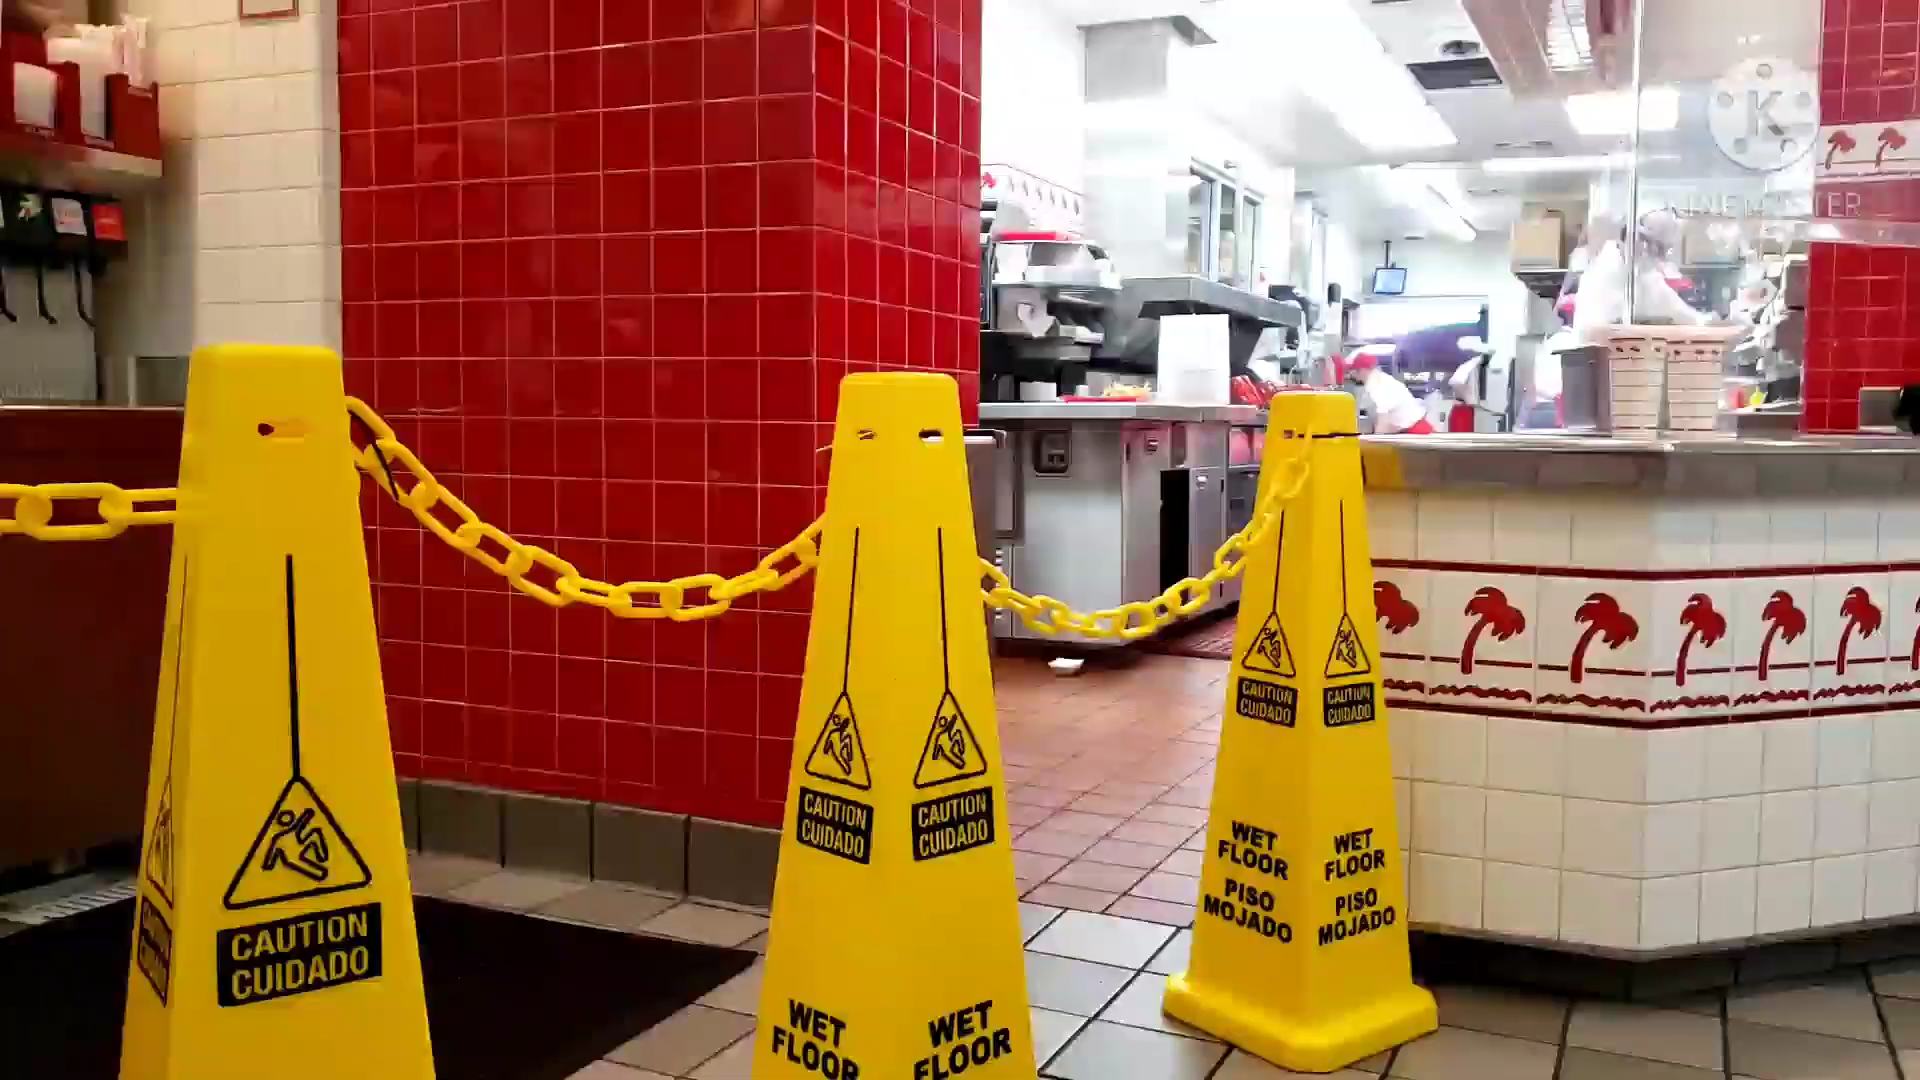 KINEMASTER
CAUTION
CUIDADO
CAUTION
CUIDADO
WET
FLOOR
CAUTION
CUIDADO
WET
FLOOR
CAUTION
CUIDADO
WET
FLOOR
PISO
MOJADO
CAUTION
CUIDADO
WET
FLOOR
PISO
MOJADO